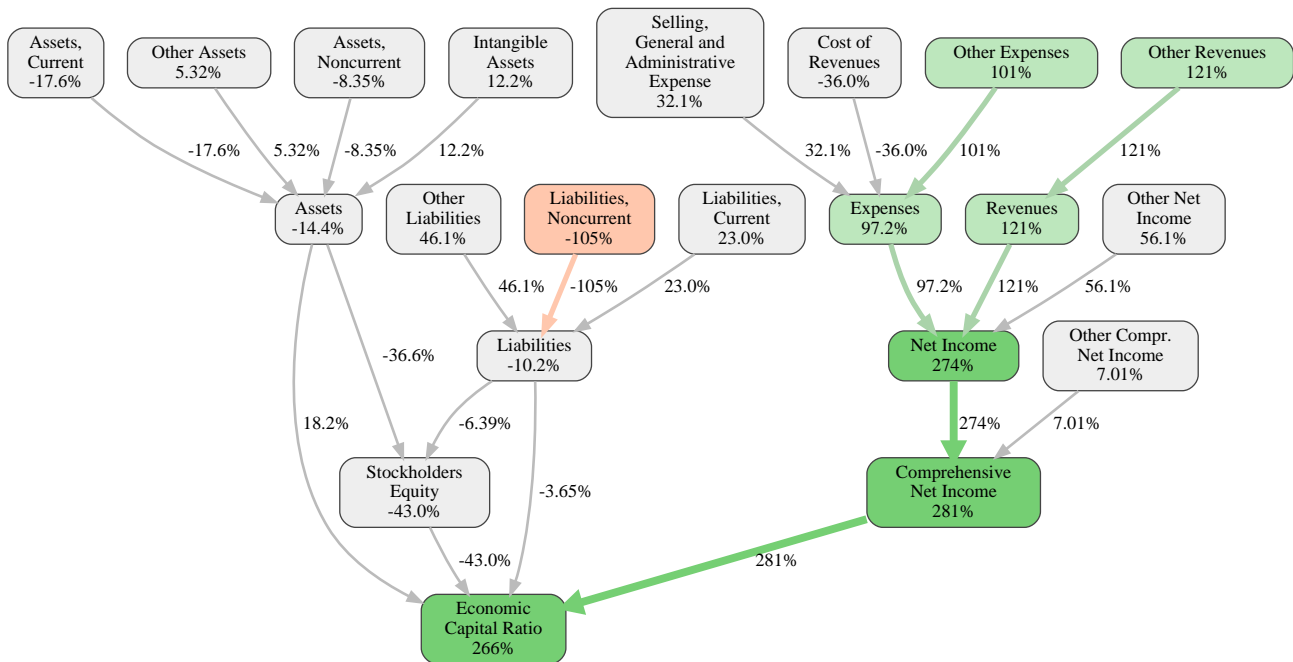 Assets,
Current
-17.6%
Other Assets
5.32%
Assets,
Noncurrent
-8.35%
Intangible
Assets
12.2%
Selling,
General and
Administrative
Expense
32.1%
Cost of
Revenues
-36.0%
Other Expenses
101%
Other Revenues
121%
-17.6%
5.32%
-8.35%
12.2%
32.1%
-36.0%
101%
121%
Assets
-14.4%
Other
Liabilities
46.1%
Liabilities,
Noncurrent
-105%
Liabilities,
Current
23.0%
Expenses
97.2%
Revenues
121%
Other Net
Income
56.1%
46.1%
-105%
23.0%
97.2%
121%
56.1%
-36.6%
Liabilities
-10.2%
Net Income
274%
Other Compr.
Net Income
7.01%
18.2%
-6.39%
274%
7.01%
Stockholders
Equity
-43.0%
-3.65%
Comprehensive
Net Income
281%
-43.0%
281%
Economic
Capital Ratio
266%